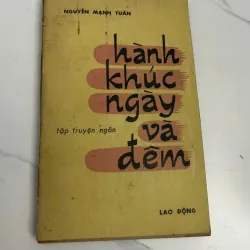 NGUYỄN MẠNH TUẤN
hành
khúc
ngày
tập truyện ngắn
và
đêm
LAO ĐỘNG